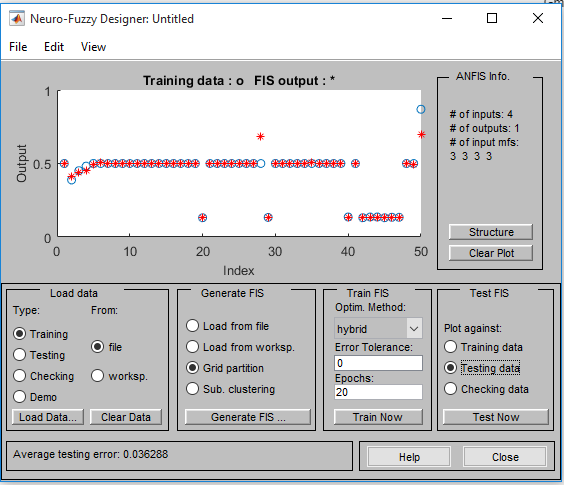 Neuro-Fuzzy Designer: Untitled
File Edit View
Training data : o FIS output : *
1
0.5
0
Output
0 10 20 30 40 50
Index
ANFIS Info.
# of inputs: 4
# of outputs: 1
# of input mfs:
3 3 3 3
Structure
Clear Plot
Load data
Type: From:
Training
Testing
Checking
Demo
file
worksp.
Load Data... Clear Data
Generate FIS
Load from file
Load from worksp.
Grid partition
Sub. clustering
Generate FIS ...
Train FIS
Optim. Method:
hybrid
Error Tolerance:
0
Epochs:
20
Train Now
Test FIS
Plot against:
Training data
Testing data
Checking data
Test Now
Average testing error: 0.036288
Help Close